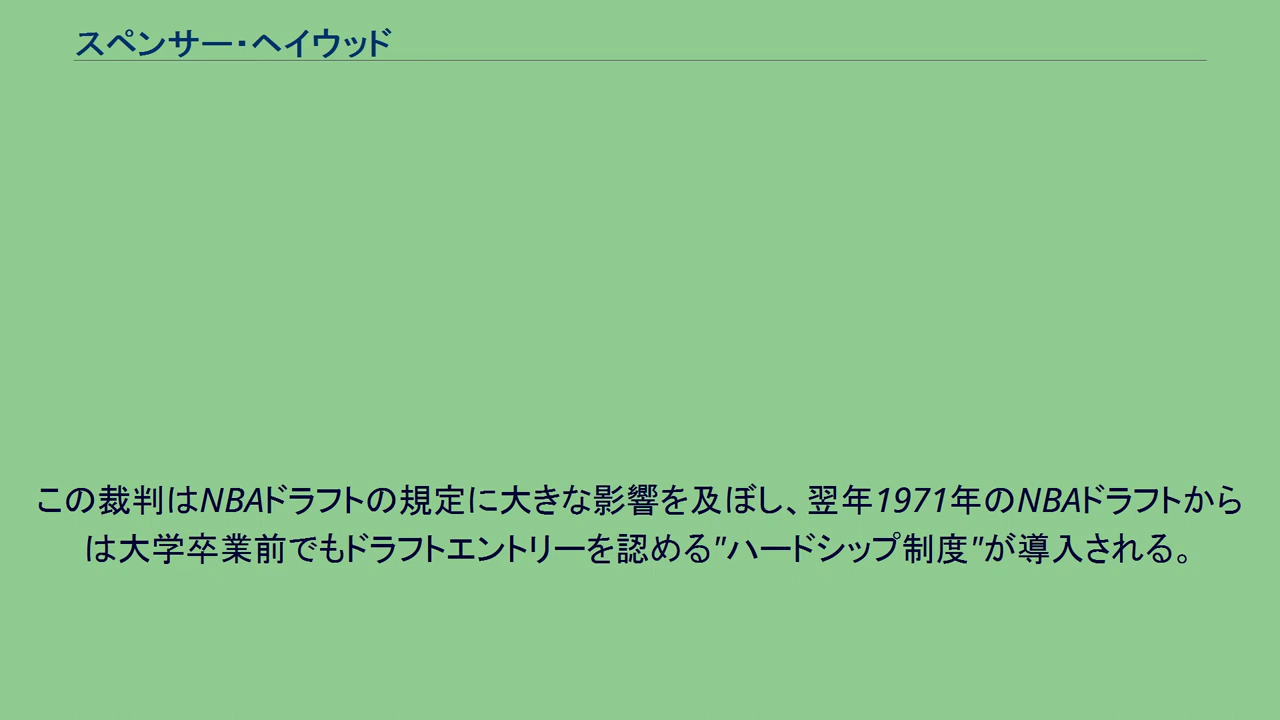 スペンサー・ヘイウッド
この裁判はNBAドラフトの規定に大きな影響を及ぼし、翌年1971年のNBAドラフトから
は大学卒業前でもドラフトエントリーを認める"ハードシップ制度"が導入される。